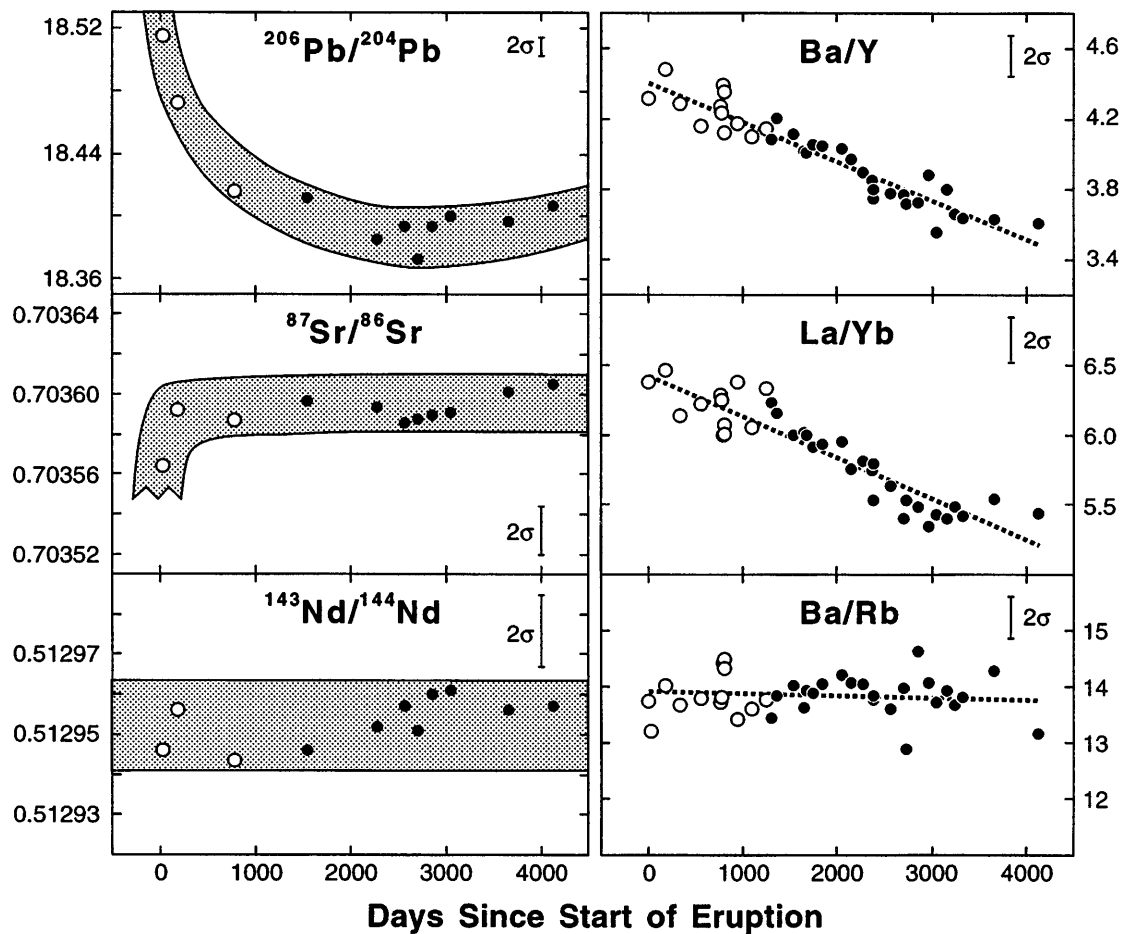 ²⁰⁶Pb/²⁰⁴Pb
2σ
18.52
18.44
18.36
⁸⁷Sr/⁸⁶Sr
2σ
0.70364
0.70360
0.70356
0.70352
¹⁴³Nd/¹⁴⁴Nd
2σ
0.51297
0.51295
0.51293
0 1000 2000 3000 4000
Ba/Y
2σ
4.6
4.2
3.8
3.4
La/Yb
2σ
6.5
6.0
5.5
Ba/Rb
2σ
15
14
13
12
0 1000 2000 3000 4000
Days Since Start of Eruption